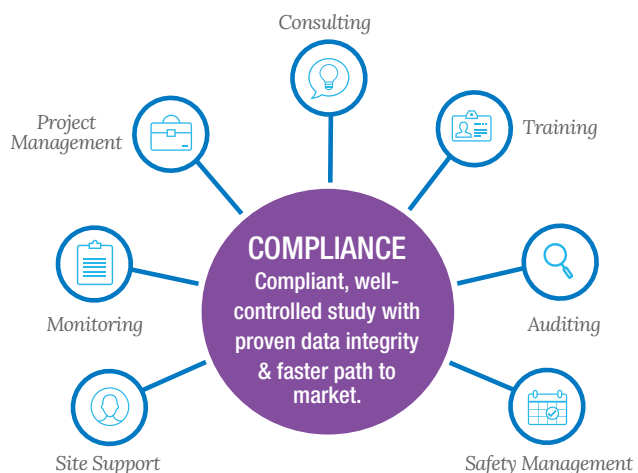 Consulting
Project
Management
Training
COMPLIANCE
Compliant, well-
controlled study with
proven data integrity
& faster path to
market.
Monitoring
Auditing
Site Support
Safety Management